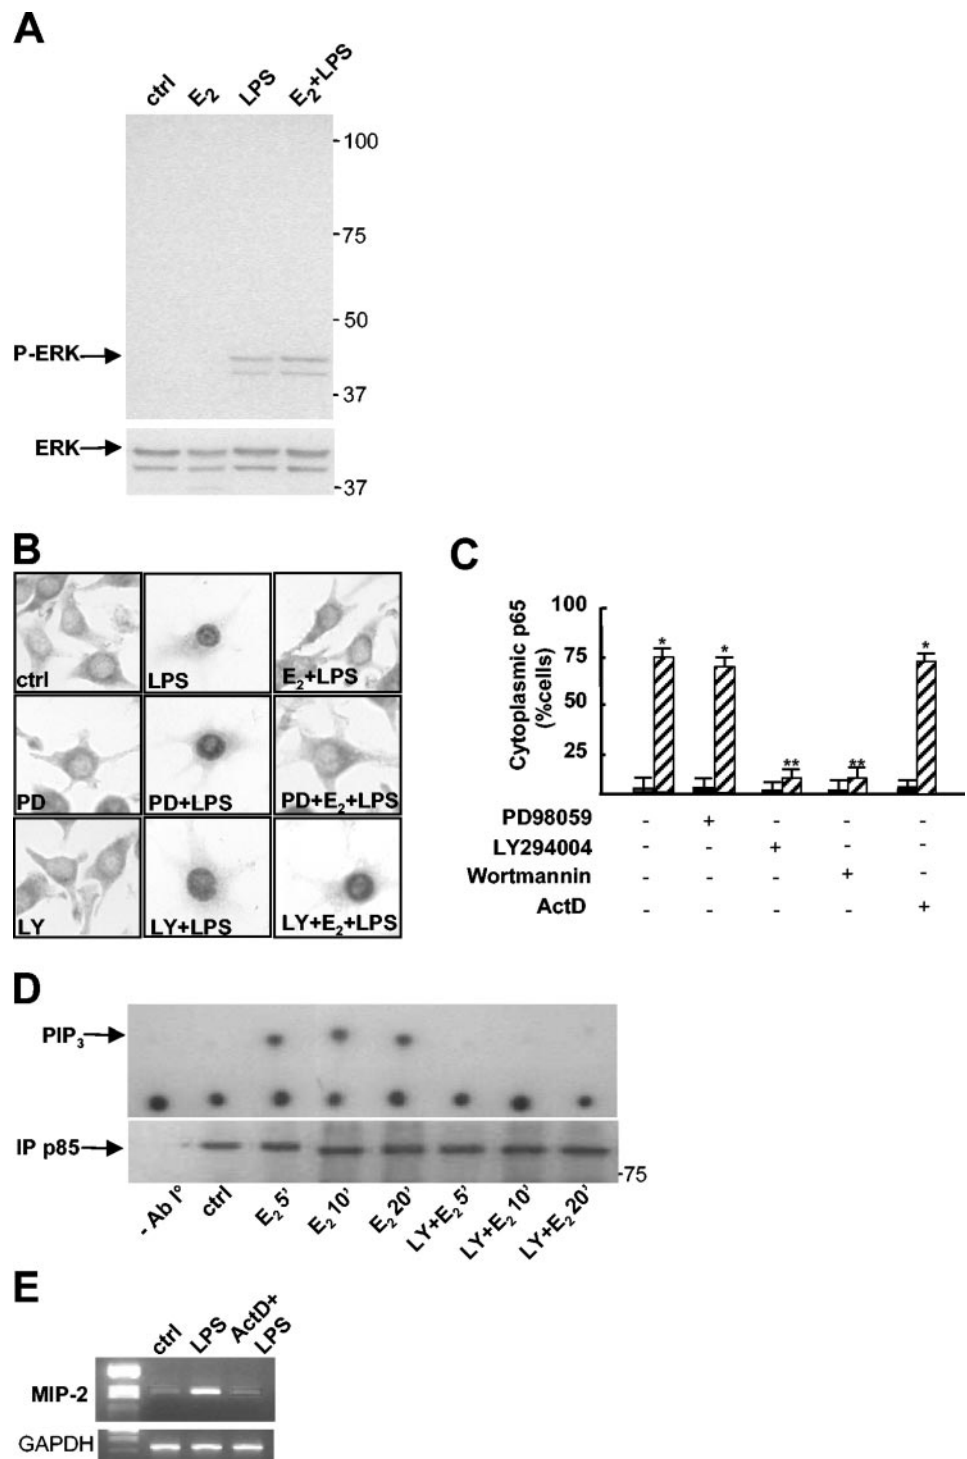 A
ctrl E₂ LPS E₂+LPS
100
75
50
P-ERK
37
ERK
37
B
ctrl LPS E₂+LPS
PD PD+LPS PD+E₂+LPS
LY LY+LPS LY+E₂+LPS
C
Cytoplasmic p65
(%cells)
100
75
50
25
* * ** ** *
PD98059 - + - - -
LY294004 - - + - -
Wortmannin - - - + -
ActD - - - - +
D
PIP₃
IP p85
75
- Ab I° ctrl E₂ 5' E₂ 10' E₂ 20' LY+E₂ 5' LY+E₂ 10' LY+E₂ 20'
E
ctrl LPS ActD+
LPS
MIP-2
GAPDH